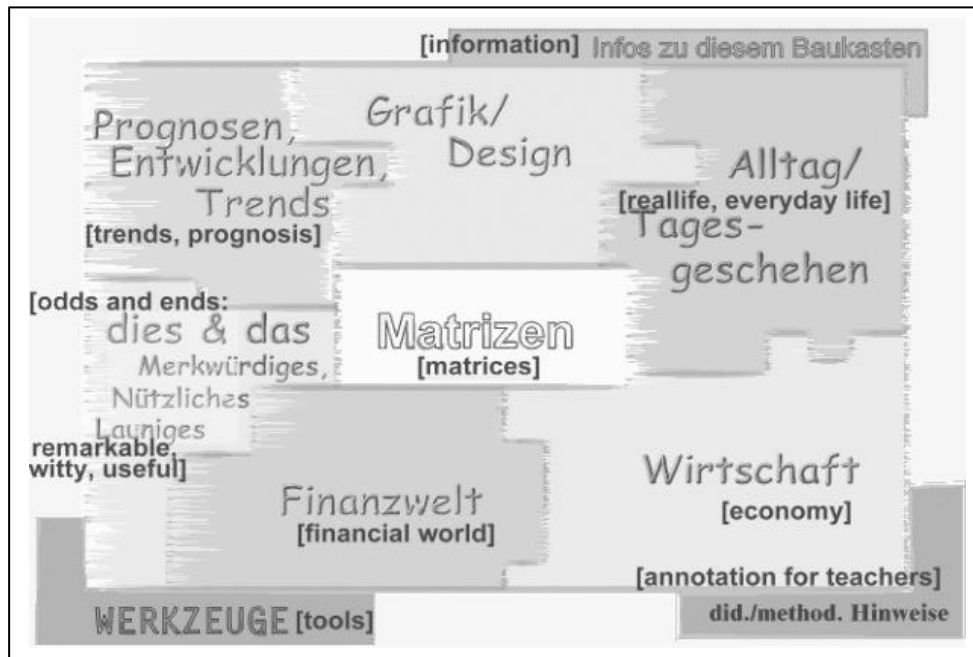 [information] Infos zu diesem Baukasten
Prognosen,
Entwicklungen,
Trends
[trends, prognosis]
Grafik/
Design
Alltag/
[reallife, everyday life]
Tages-
geschehen
[odds and ends:
dies & das
Merkwürdiges,
Nützliches
Launiges
remarkable,
witty, useful]
Matrizen
[matrices]
Finanzwelt
[financial world]
Wirtschaft
[economy]
WERKZEUGE [tools]
[annotation for teachers]
did./method. Hinweise